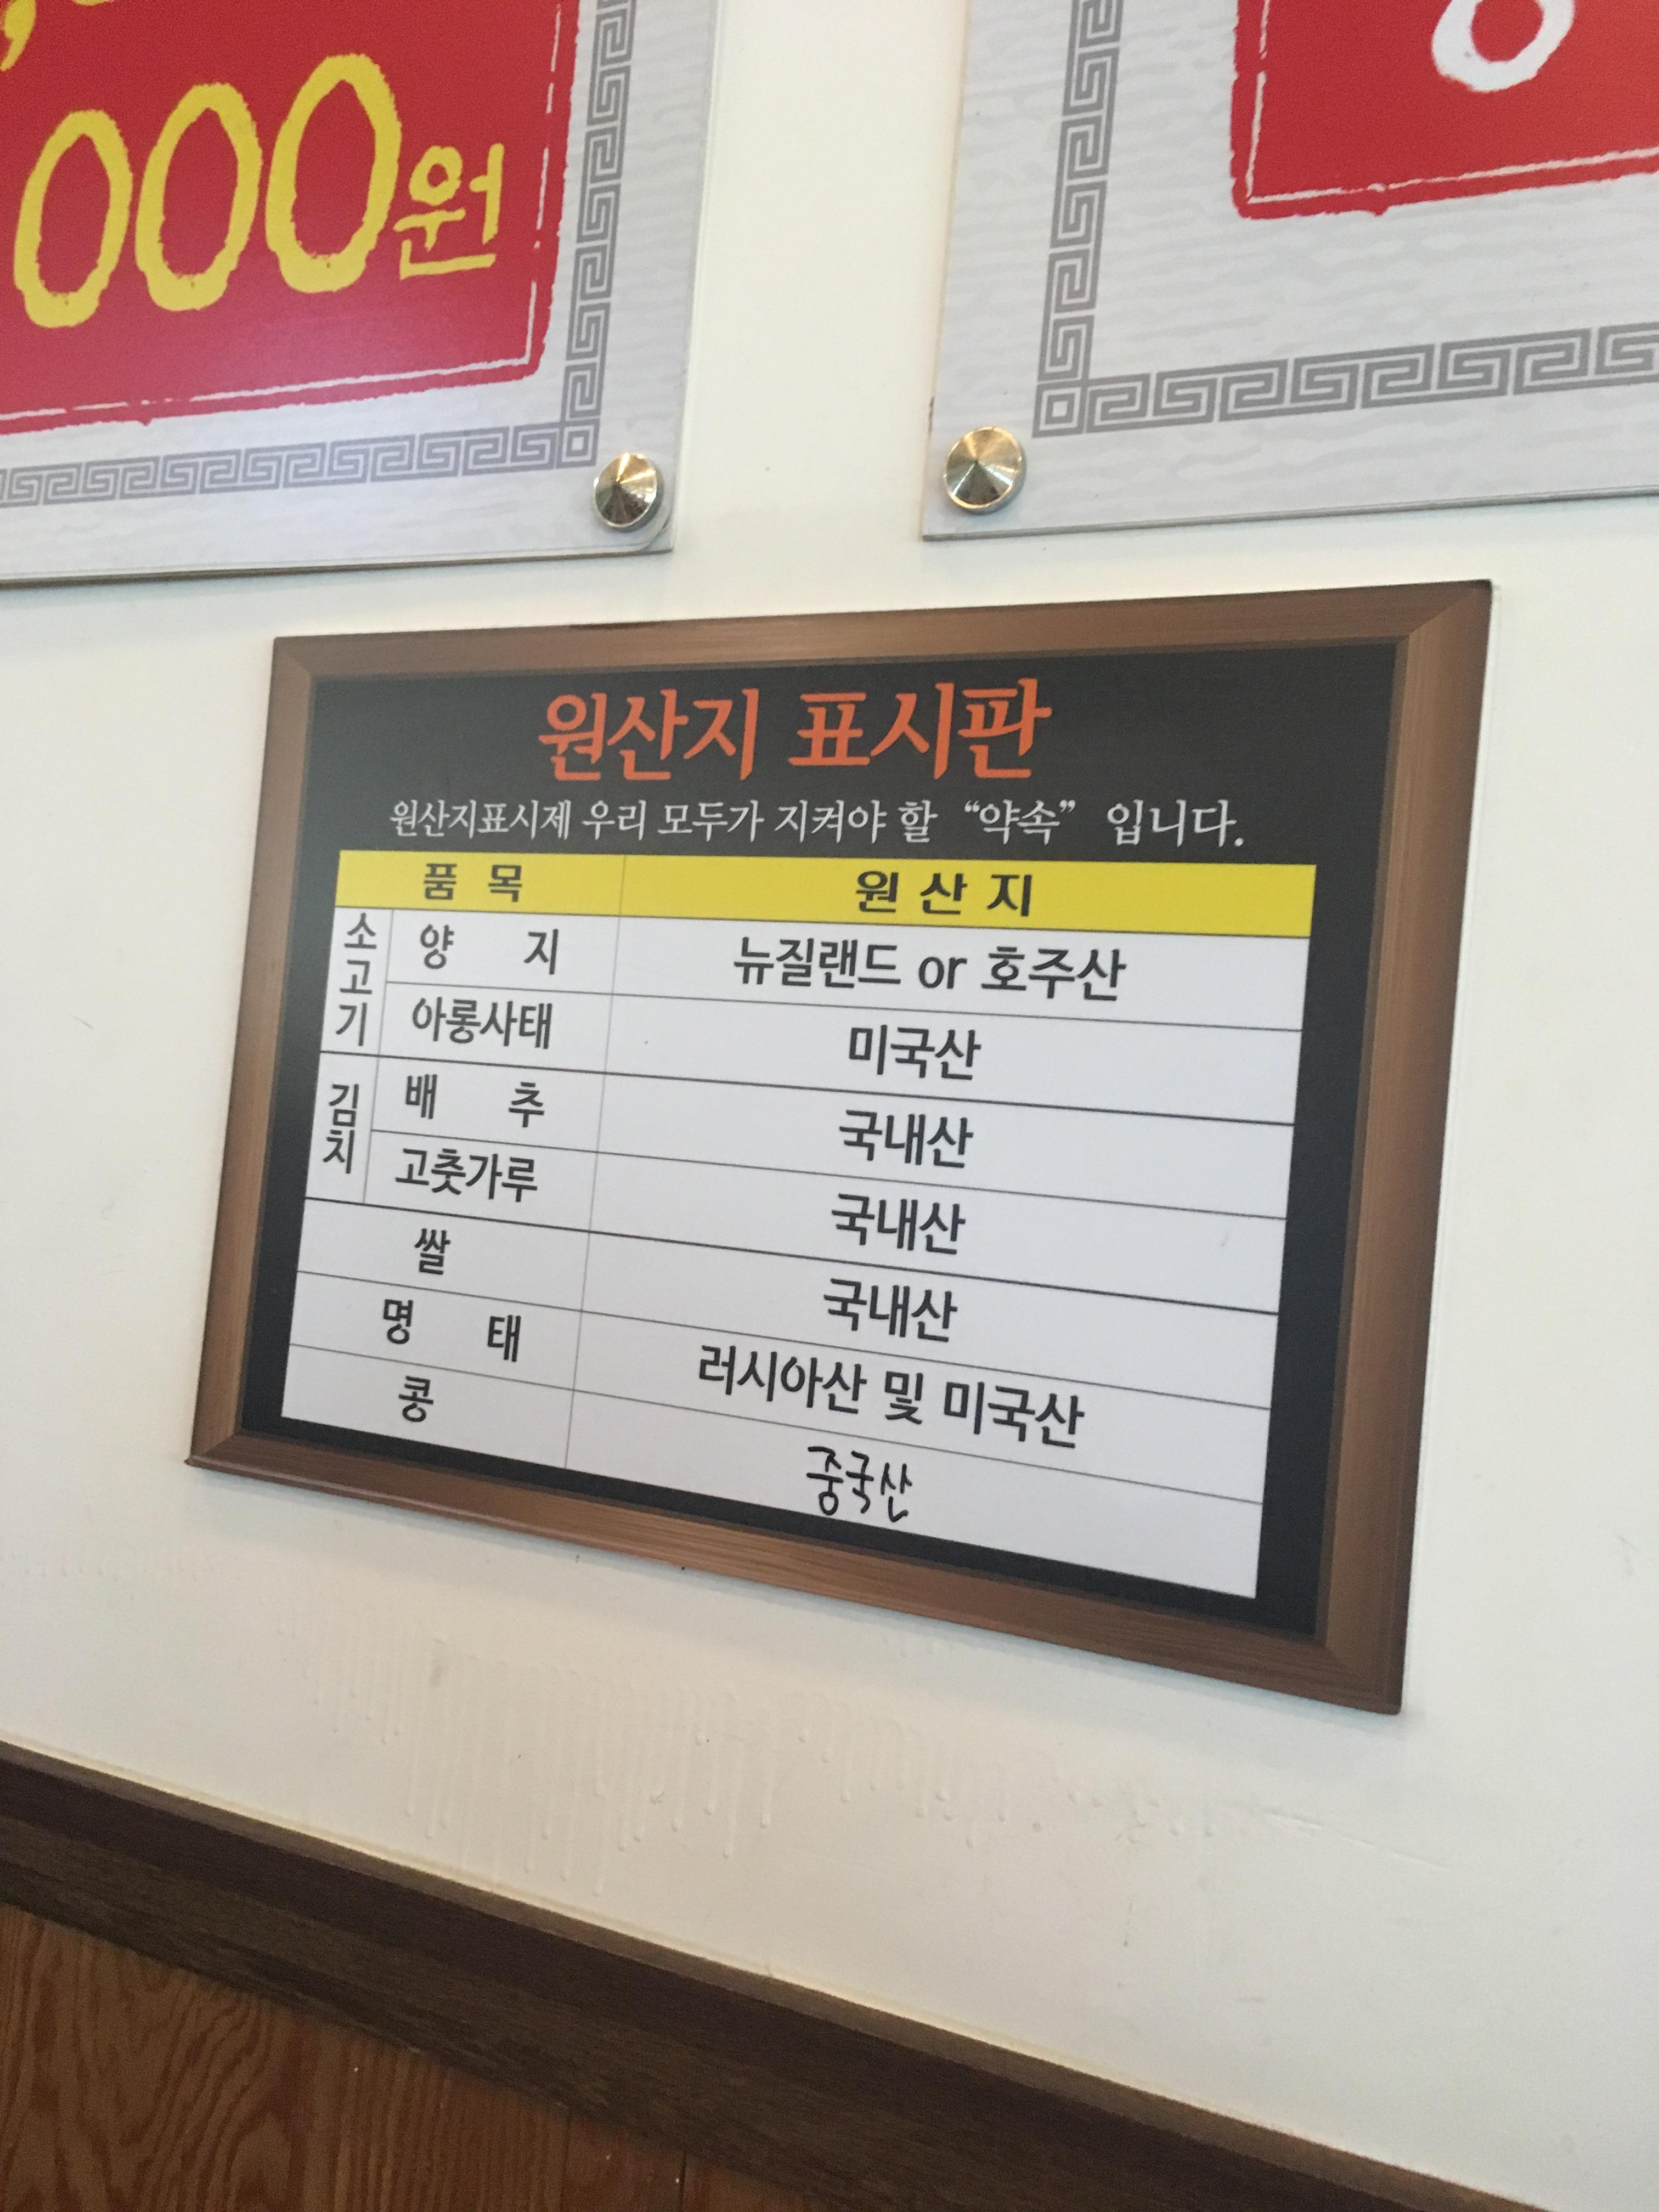 000원
원산지 표시판
원산지표시제 우리 모두가 지켜야 할 “약속” 입니다.
품 목 원 산 지
소고기 양 지 뉴질랜드 or 호주산
아롱사태 미국산
김치 배 추 국내산
고춧가루 국내산
쌀 국내산
명 태 러시아산 및 미국산
콩 중국산